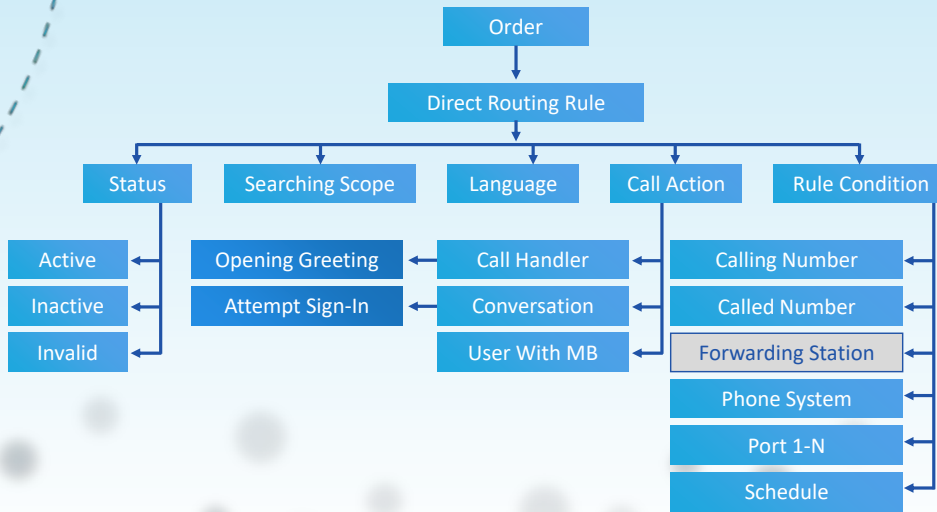 Order
Direct Routing Rule
Status
Searching Scope
Language
Call Action
Rule Condition
Active
Opening Greeting
Call Handler
Calling Number
Inactive
Attempt Sign-In
Conversation
Called Number
Invalid
User With MB
Forwarding Station
Phone System
Port 1-N
Schedule